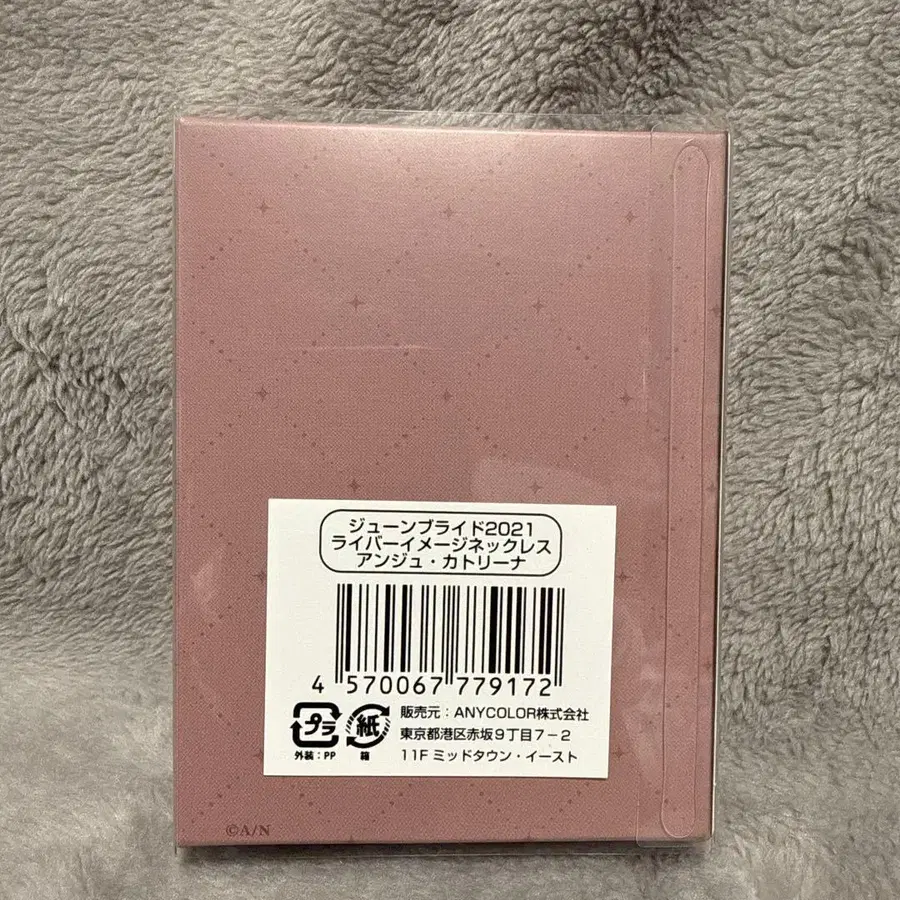 ジューンブライド2021
ライバーイメージネックレス
アンジュ・カトリーナ
4 570067 779172
プラ 紙 販売元：ANYCOLOR株式会社
東京都港区赤坂9丁目7-2
外装：PP 箱 11Fミッドタウン・イースト
©A/N